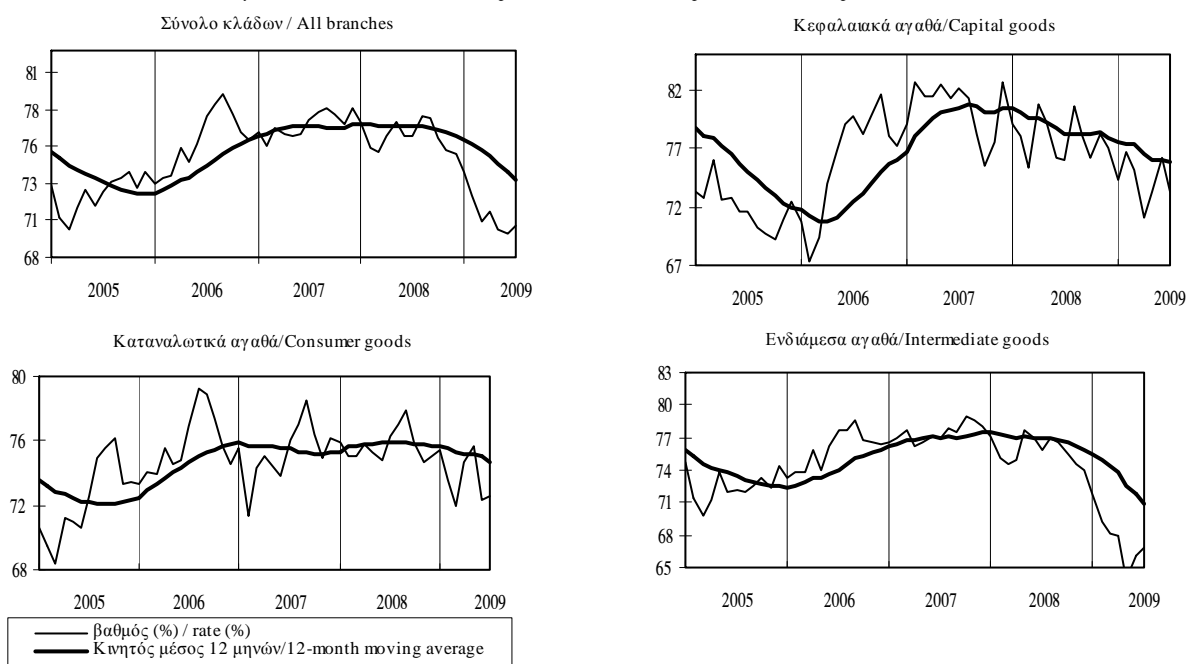 Σύνολο κλάδων / All branches
81
78
76
73
71
68
2005 2006 2007 2008 2009
Κεφαλαιακά αγαθά/Capital goods
82
77
72
67
2005 2006 2007 2008 2009
Καταναλωτικά αγαθά/Consumer goods
80
76
72
68
2005 2006 2007 2008 2009
Ενδιάμεσα αγαθά/Intermediate goods
83
80
77
74
71
68
65
2005 2006 2007 2008 2009
βαθμός (%) / rate (%)
Κινητός μέσος 12 μηνών/12-month moving average